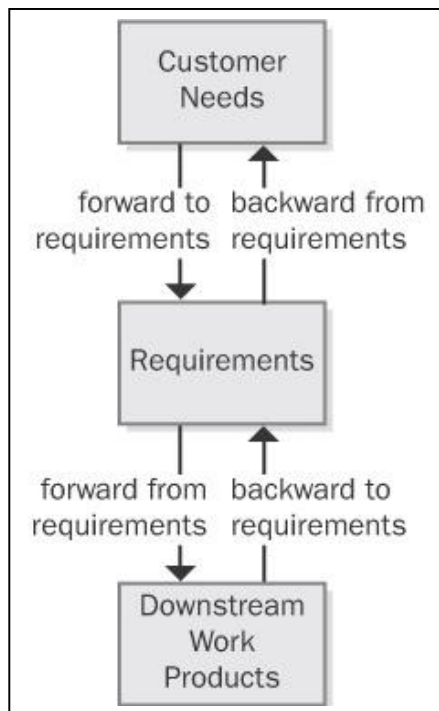 Customer
Needs
forward to
requirements
backward from
requirements
Requirements
forward from
requirements
backward to
requirements
Downstream
Work
Products